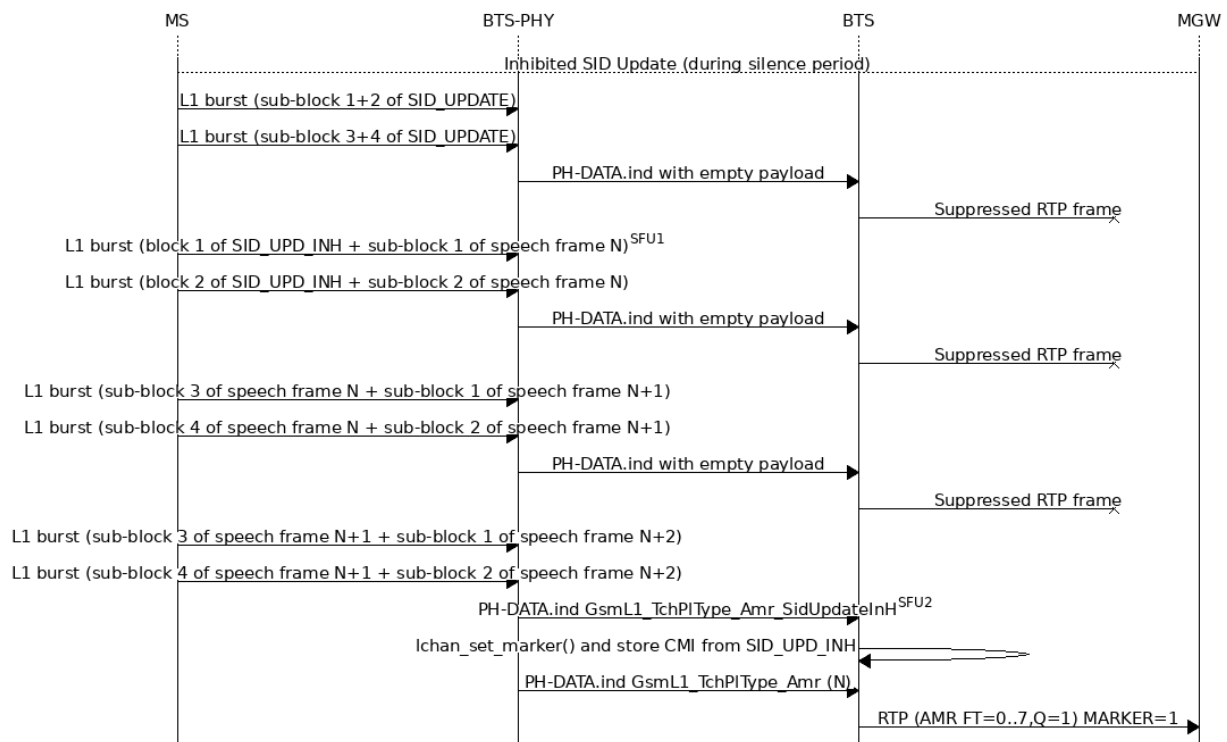 MS BTS-PHY BTS MGW
Inhibited SID Update (during silence period)
L1 burst (sub-block 1+2 of SID_UPDATE)
L1 burst (sub-block 3+4 of SID_UPDATE)
PH-DATA.ind with empty payload
Suppressed RTP frame
L1 burst (block 1 of SID_UPD_INH + sub-block 1 of speech frame N)SFU1
L1 burst (block 2 of SID_UPD_INH + sub-block 2 of speech frame N)
PH-DATA.ind with empty payload
Suppressed RTP frame
L1 burst (sub-block 3 of speech frame N + sub-block 1 of speech frame N+1)
L1 burst (sub-block 4 of speech frame N + sub-block 2 of speech frame N+1)
PH-DATA.ind with empty payload
Suppressed RTP frame
L1 burst (sub-block 3 of speech frame N+1 + sub-block 1 of speech frame N+2)
L1 burst (sub-block 4 of speech frame N+1 + sub-block 2 of speech frame N+2)
PH-DATA.ind GsmL1_TchPlType_Amr_SidUpdateInH SFU2
lchan_set_marker() and store CMI from SID_UPD_INH
PH-DATA.ind GsmL1_TchPlType_Amr (N)
RTP (AMR FT=0..7,Q=1) MARKER=1